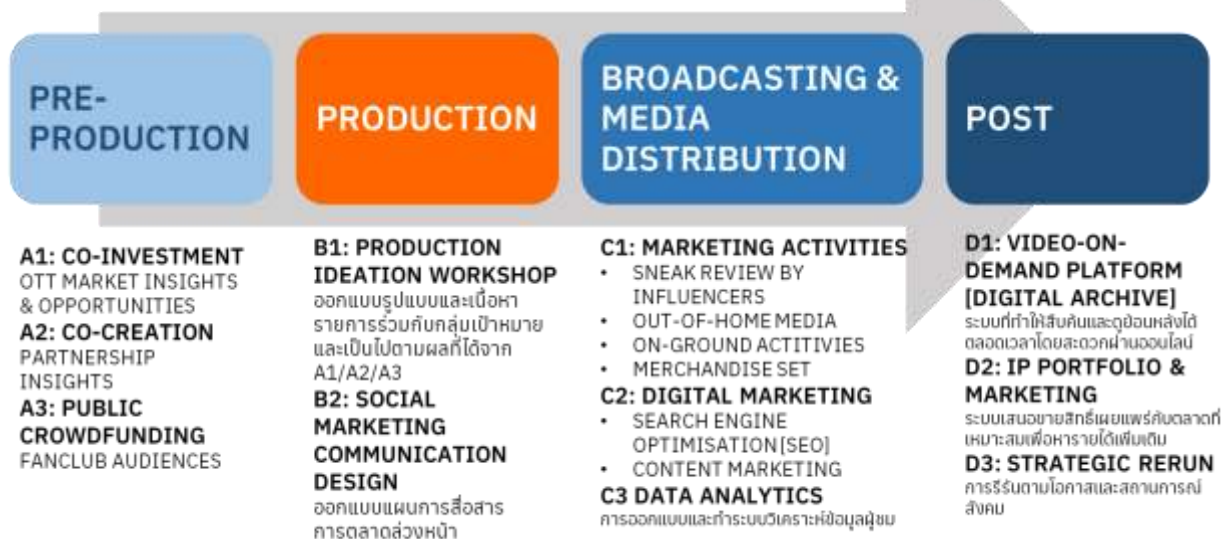 PRE-
PRODUCTION
PRODUCTION
BROADCASTING &
MEDIA
DISTRIBUTION
POST
A1: CO-INVESTMENT
OTT MARKET INSIGHTS
& OPPORTUNITIES
A2: CO-CREATION
PARTNERSHIP
INSIGHTS
A3: PUBLIC
CROWDFUNDING
FANCLUB AUDIENCES
B1: PRODUCTION
IDEATION WORKSHOP
ออกแบบรูปแบบและเนื้อหา
รายการร่วมกับกลุ่มเป้าหมาย
และเป็นไปตามผลที่ได้จาก
A1/A2/A3
B2: SOCIAL
MARKETING
COMMUNICATION
DESIGN
ออกแบบแผนการสื่อสาร
การตลาดล่วงหน้า
C1: MARKETING ACTIVITIES
• SNEAK REVIEW BY
INFLUENCERS
• OUT-OF-HOME MEDIA
• ON-GROUND ACTITIVIES
• MERCHANDISE SET
C2: DIGITAL MARKETING
• SEARCH ENGINE
OPTIMISATION [SEO]
• CONTENT MARKETING
C3 DATA ANALYTICS
การออกแบบและทำระบบวิเคราะห์ข้อมูลผู้ชม
D1: VIDEO-ON-
DEMAND PLATFORM
[DIGITAL ARCHIVE]
ระบบที่ทำให้สืบค้นและดูย้อนหลังได้
ตลอดเวลาโดยสะดวกผ่านออนไลน์
D2: IP PORTFOLIO &
MARKETING
ระบบเสนอขายสิทธิ์เผยแพร่กับตลาดที่
เหมาะสมเพื่อหารายได้เพิ่มเติม
D3: STRATEGIC RERUN
การรีรันตามโอกาสและสถานการณ์
สังคม